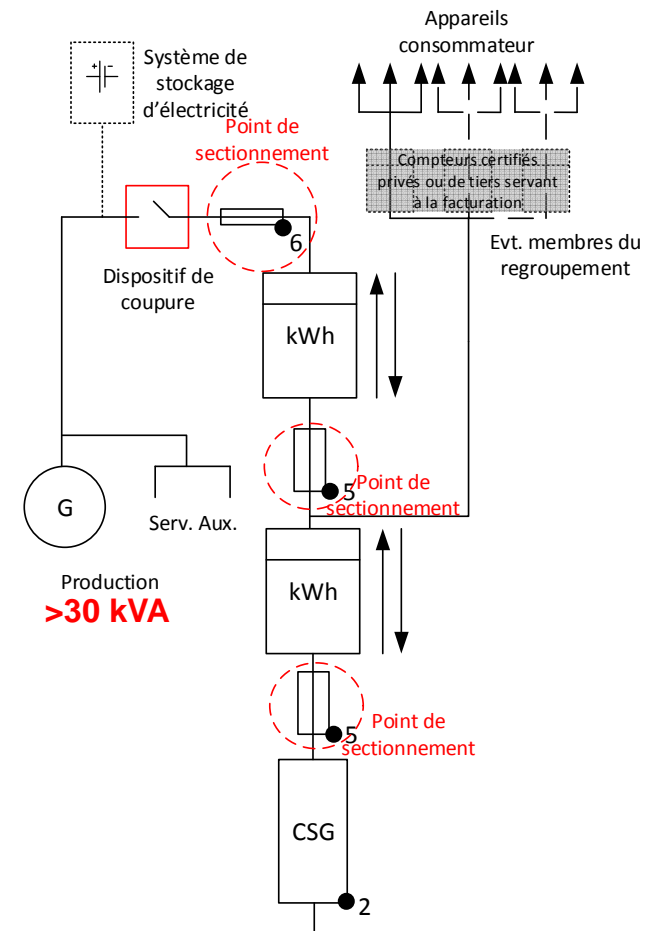 Appareils
consommateur
Système de
stockage
d'électricité
Point de
sectionnement
Compteurs certifiés
privés ou de tiers servant
à la facturation
6
Evt. membres du
regroupement
Dispositif de
coupure
kWh
5
Point de
sectionnement
G
Serv. Aux.
kWh
Production
>30 kVA
5
Point de
sectionnement
CSG
2